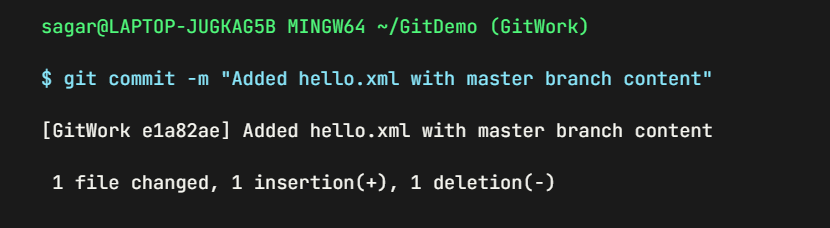 sagar@LAPTOP-JUGKAG5B MINGW64 ~/GitDemo (GitWork)
$ git commit -m "Added hello.xml with master branch content"
[GitWork e1a82ae] Added hello.xml with master branch content
1 file changed, 1 insertion(+), 1 deletion(-)